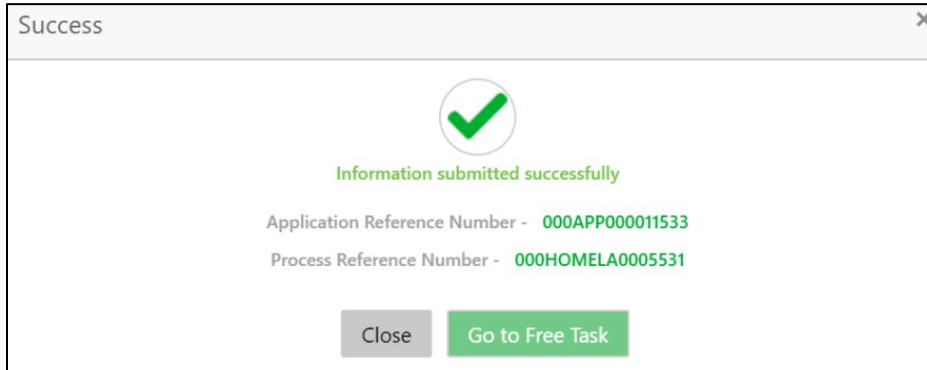 Success
Information submitted successfully
Application Reference Number - 000APP000011533
Process Reference Number - 000HOMELA0005531
Close Go to Free Task